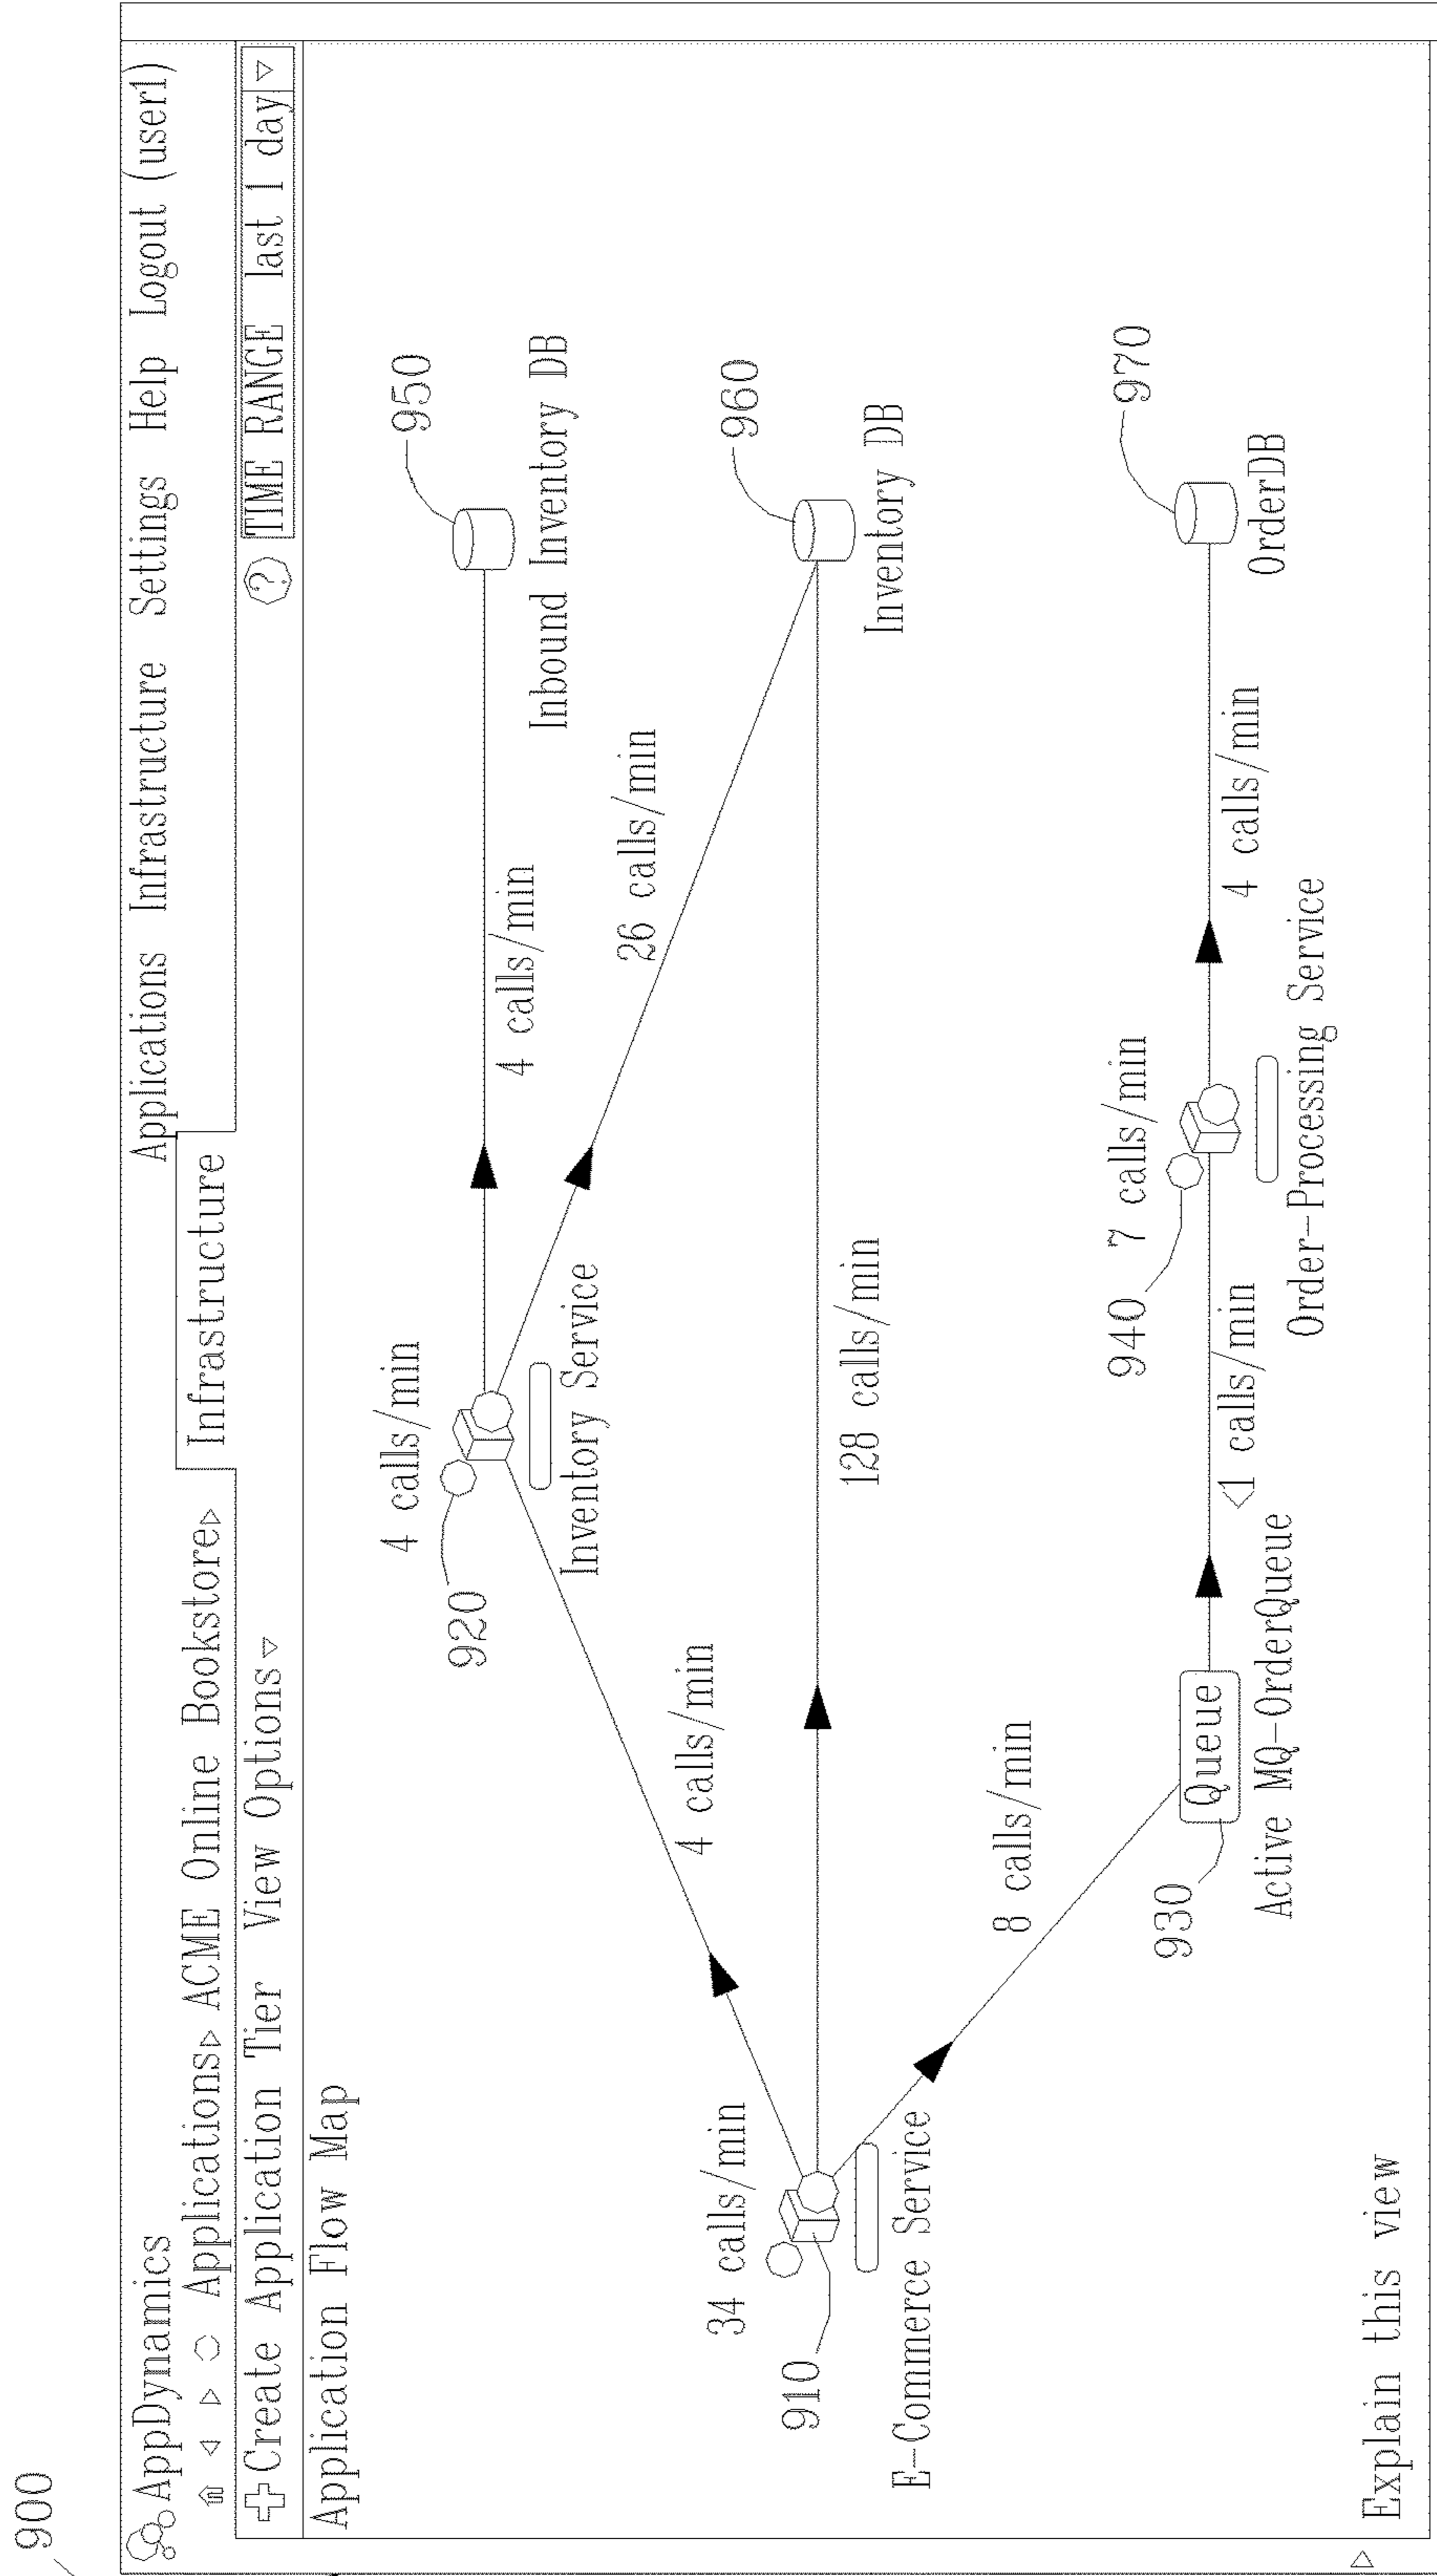 900
AppDynamics
Applications Infrastructure Settings Help Logout (user1)
Applications ACME Online Bookstore
Infrastructure
Create Application Tier View Options
? TIME RANGE last 1 day
Application Flow Map
4 calls/min
920
Inventory Service
4 calls/min
950
Inbound Inventory DB
26 calls/min
4 calls/min
34 calls/min
910
E-Commerce Service
128 calls/min
960
Inventory DB
8 calls/min
930
Queue
Active MQ-OrderQueue
<1 calls/min
940
7 calls/min
Order-Processing Service
4 calls/min
970
OrderDB
Explain this view